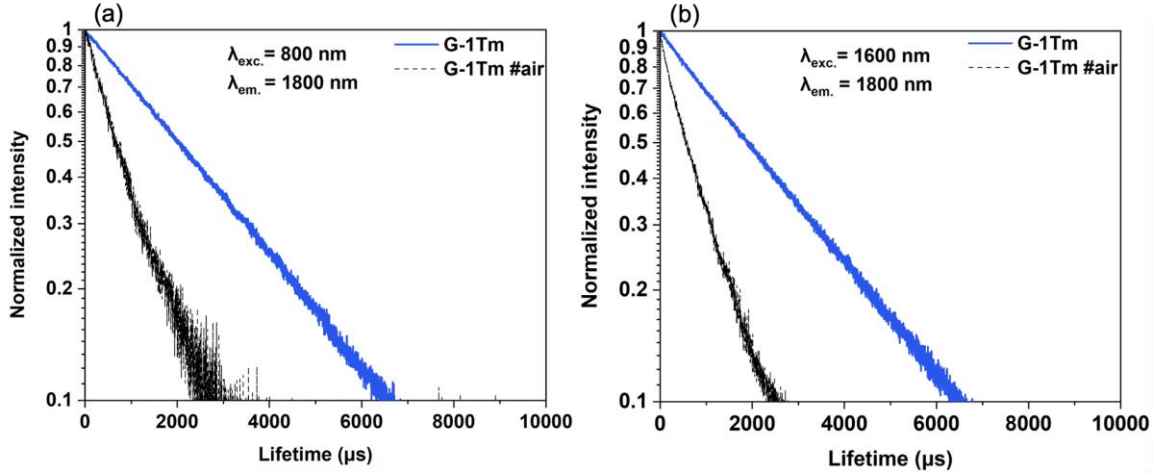 (a)
λexc.= 800 nm
λem. = 1800 nm
G-1Tm
G-1Tm #air
Normalized intensity
1
0.9
0.8
0.7
0.6
0.5
0.4
0.3
0.2
0.1
0 2000 4000 6000 8000 10000
Lifetime (µs)
(b)
λexc.= 1600 nm
λem. = 1800 nm
G-1Tm
G-1Tm #air
Normalized intensity
1
0.9
0.8
0.7
0.6
0.5
0.4
0.3
0.2
0.1
0 2000 4000 6000 8000 10000
Lifetime (µs)